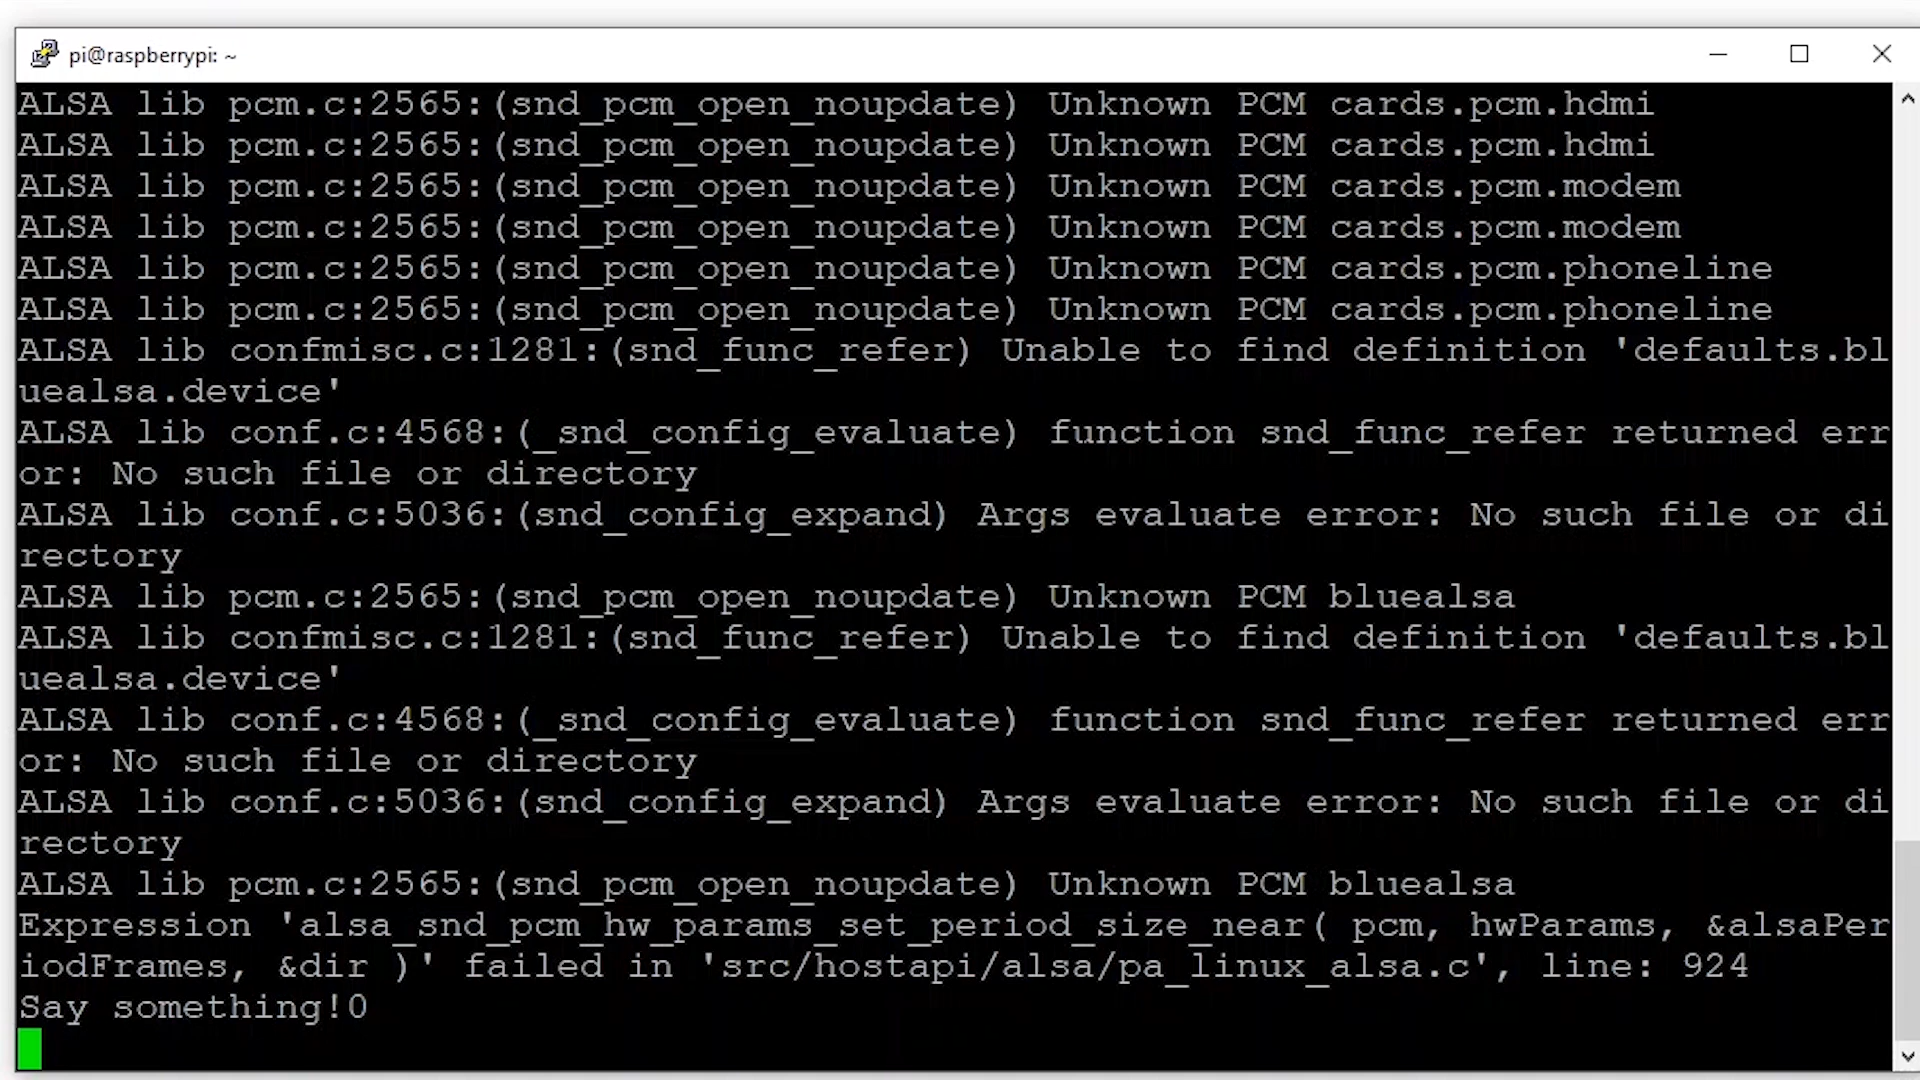 pi@raspberrypi: ~
ALSA lib pcm.c:2565:(snd_pcm_open_noupdate) Unknown PCM cards.pcm.hdmi
ALSA lib pcm.c:2565:(snd_pcm_open_noupdate) Unknown PCM cards.pcm.hdmi
ALSA lib pcm.c:2565:(snd_pcm_open_noupdate) Unknown PCM cards.pcm.modem
ALSA lib pcm.c:2565:(snd_pcm_open_noupdate) Unknown PCM cards.pcm.modem
ALSA lib pcm.c:2565:(snd_pcm_open_noupdate) Unknown PCM cards.pcm.phoneline
ALSA lib pcm.c:2565:(snd_pcm_open_noupdate) Unknown PCM cards.pcm.phoneline
ALSA lib confmisc.c:1281:(snd_func_refer) Unable to find definition 'defaults.bl
uealsa.device'
ALSA lib conf.c:4568:(_snd_config_evaluate) function snd_func_refer returned err
or: No such file or directory
ALSA lib conf.c:5036:(snd_config_expand) Args evaluate error: No such file or di
rectory
ALSA lib pcm.c:2565:(snd_pcm_open_noupdate) Unknown PCM bluealsa
ALSA lib confmisc.c:1281:(snd_func_refer) Unable to find definition 'defaults.bl
uealsa.device'
ALSA lib conf.c:4568:(_snd_config_evaluate) function snd_func_refer returned err
or: No such file or directory
ALSA lib conf.c:5036:(snd_config_expand) Args evaluate error: No such file or di
rectory
ALSA lib pcm.c:2565:(snd_pcm_open_noupdate) Unknown PCM bluealsa
Expression 'alsa_snd_pcm_hw_params_set_period_size_near( pcm, hwParams, &alsaPer
iodFrames, &dir )' failed in 'src/hostapi/alsa/pa_linux_alsa.c', line: 924
Say something!0